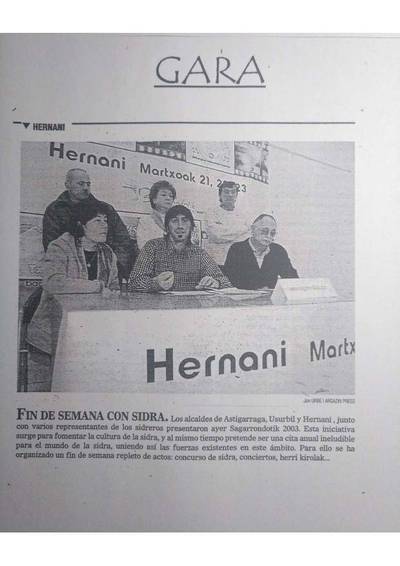 GARA
HERNANI
Hernani Martxoak 21, 22, 23
Hernani Martx
Jon URBE | ARGAZKI PRESS
FIN DE SEMANA CON SIDRA. Los alcaldes de Astigarraga, Usurbil y Hernani , junto
con varios representantes de los sidreros presentaron ayer Sagarrondotik 2003. Esta iniciativa
surge para fomentar la cultura de la sidra, y al mismo tiempo pretende ser una cita anual ineludible
para el mundo de la sidra, uniendo así las fuerzas existentes en este ámbito. Para ello se ha
organizado un fin de semana repleto de actos: concurso de sidra, conciertos, herri kirolak...